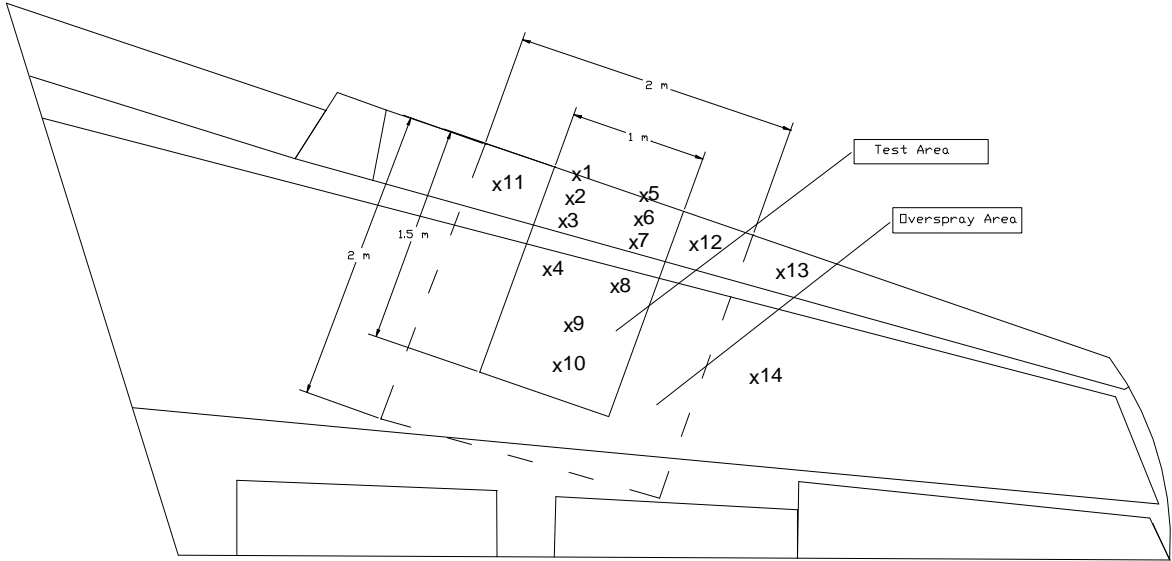 2 m
1 m
Test Area
x1
x11
x5
x2
Overspray Area
x6
x3
1.5 m
x7
x12
2 m
x4
x13
x8
x9
x10
x14